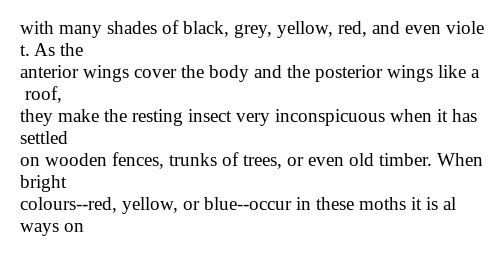 with many shades of black, grey, yellow, red, and even viole
t. As the
anterior wings cover the body and the posterior wings like a
 roof,
they make the resting insect very inconspicuous when it has
settled
on wooden fences, trunks of trees, or even old timber. When
bright
colours--red, yellow, or blue--occur in these moths it is al
ways on